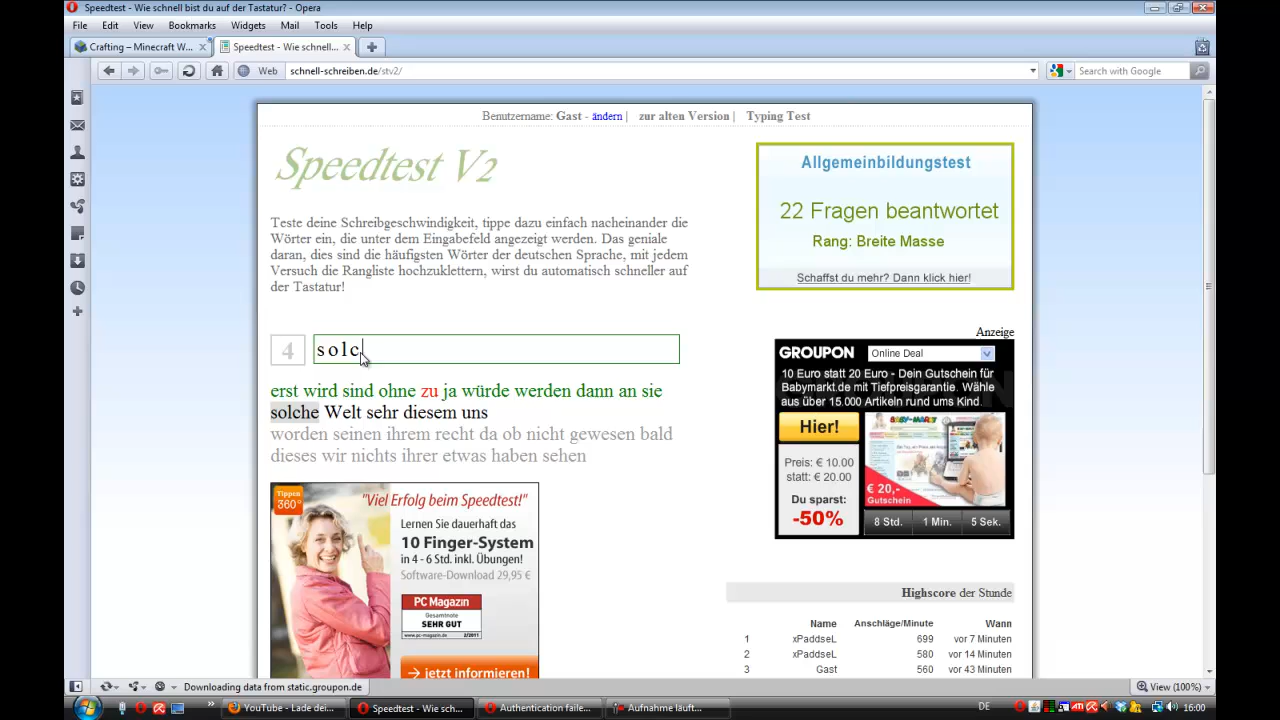 Speedtest - Wie schnell bist du auf der Tastatur? - Opera
File Edit View Bookmarks Widgets Mail Tools Help
Crafting – Minecraft W... Speedtest - Wie schnell...
Web schnell-schreiben.de/stv2/ Search with Google
Benutzername: Gast - ändern | zur alten Version | Typing Test
Speedtest V2
Teste deine Schreibgeschwindigkeit, tippe dazu einfach nacheinander die
Wörter ein, die unter dem Eingabefeld angezeigt werden. Das geniale
daran, dies sind die häufigsten Wörter der deutschen Sprache, mit jedem
Versuch die Rangliste hochzuklettern, wirst du automatisch schneller auf
der Tastatur!
Allgemeinbildungstest
22 Fragen beantwortet
Rang: Breite Masse
Schaffst du mehr? Dann klick hier!
4 solc
erst wird sind ohne zu ja würde werden dann an sie
solche Welt sehr diesem uns
worden seinen ihrem recht da ob nicht gewesen bald
dieses wir nichts ihrer etwas haben sehen
Anzeige
GROUPON Online Deal
10 Euro statt 20 Euro - Dein Gutschein für
Babymarkt.de mit Tiefpreisgarantie. Wähle
aus über 15.000 Artikeln rund ums Kind.
Hier!
Preis: € 10.00
statt: € 20.00
Du sparst:
-50%
€ 20,-
Gutschein
8 Std. 1 Min. 5 Sek.
Tippen
360°
"Viel Erfolg beim Speedtest!"
Lernen Sie dauerhaft das
10 Finger-System
in 4 - 6 Std. inkl. Übungen!
Software-Download 29,95 €
PC Magazin
Gesamtnote
SEHR GUT
www.pc-magazin.de 2/2011
→ jetzt informieren!
Highscore der Stunde
Name Anschläge/Minute Wann
1 xPaddseL 699 vor 7 Minuten
2 xPaddseL 580 vor 14 Minuten
3 Gast 560 vor 43 Minuten
Downloading data from static.groupon.de View (100%)
YouTube - Lade dei... Speedtest - Wie sch... Authentication faile... Aufnahme läuft... DE 16:00